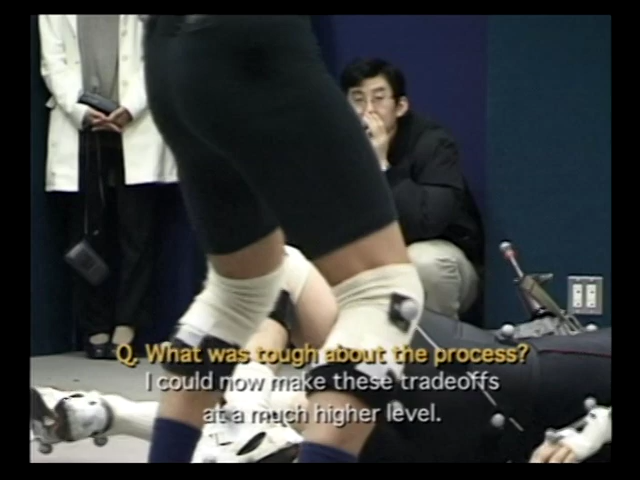 Q. What was tough about the process?
I could now make these tradeoffs
at a much higher level.